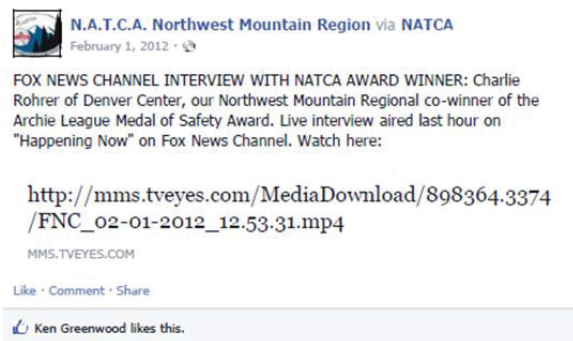 N.A.T.C.A. Northwest Mountain Region via NATCA
February 1, 2012 ·
FOX NEWS CHANNEL INTERVIEW WITH NATCA AWARD WINNER: Charlie
Rohrer of Denver Center, our Northwest Mountain Regional co-winner of the
Archie League Medal of Safety Award. Live interview aired last hour on
"Happening Now" on Fox News Channel. Watch here:
http://mms.tveyes.com/MediaDownload/898364.3374
/FNC_02-01-2012_12.53.31.mp4
MMS.TVEYES.COM
Like · Comment · Share
Ken Greenwood likes this.